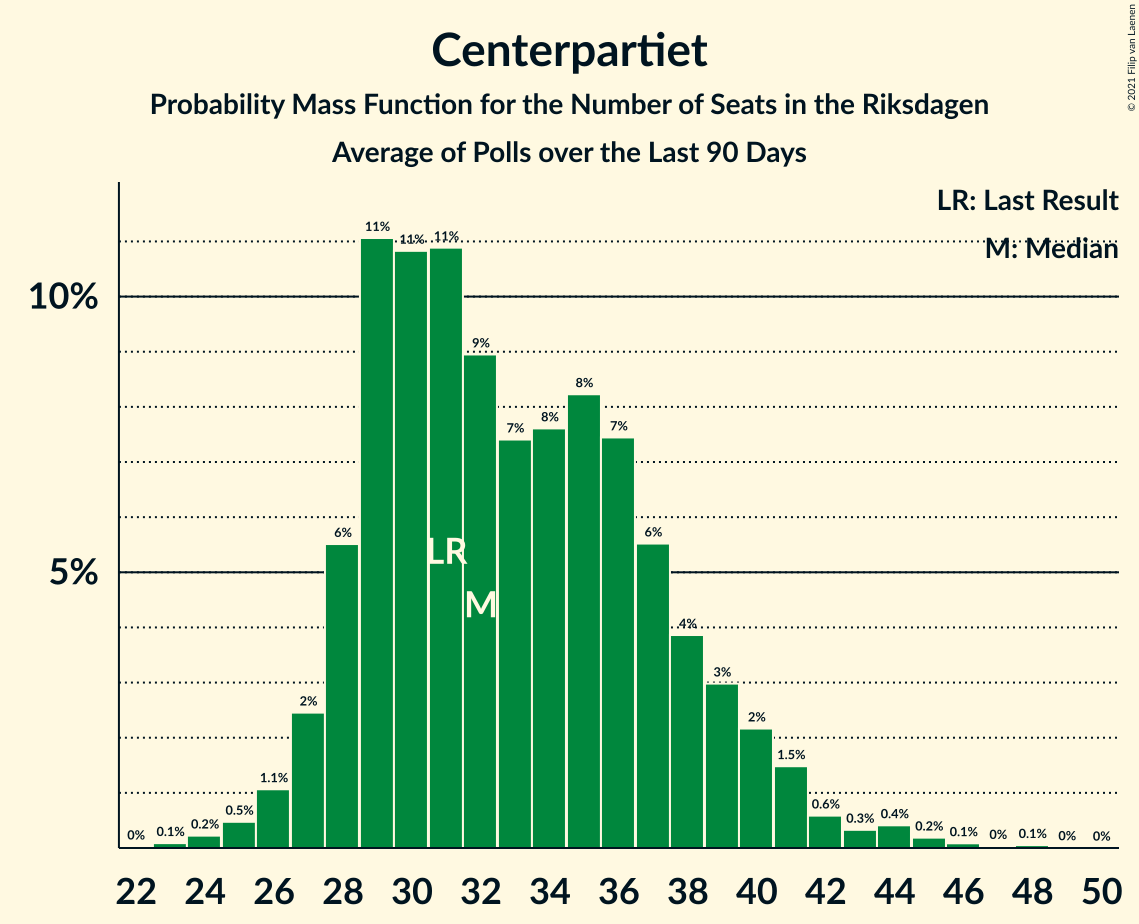 Centerpartiet
Probability Mass Function for the Number of Seats in the Riksdagen
Average of Polls over the Last 90 Days
© 2021 Filip van Laenen
LR: Last Result
M: Median
10%
5%
0% 0.1% 0.2% 0.5% 1.1% 2% 6% 11% 11% 11% 9% 7% 8% 8% 7% 6% 4% 3% 2% 1.5% 0.6% 0.3% 0.4% 0.2% 0.1% 0% 0.1% 0% 0%
LR
M
22 24 26 28 30 32 34 36 38 40 42 44 46 48 50